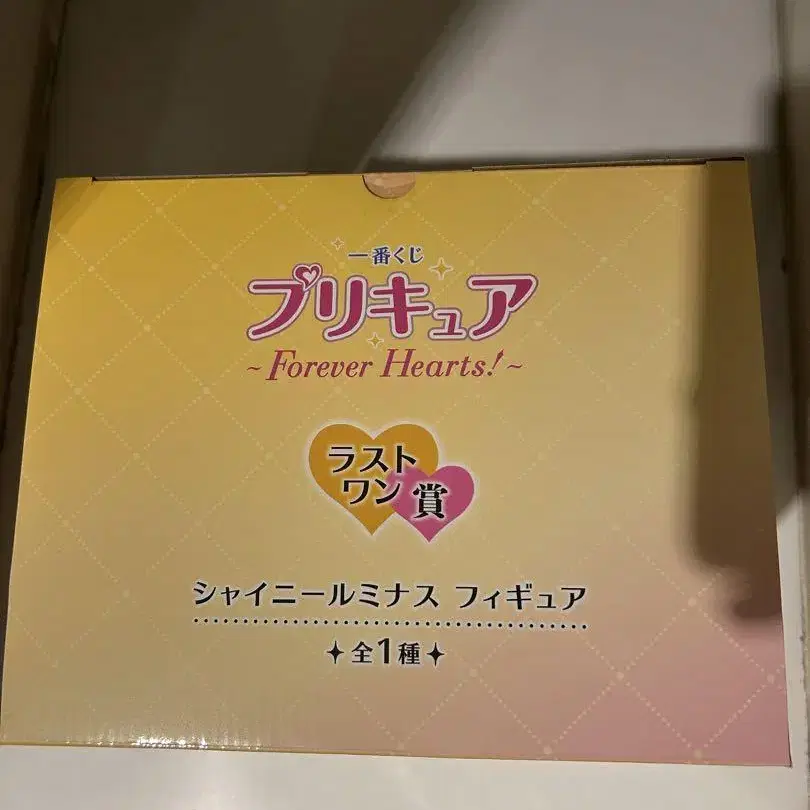 一番くじ
プリキュア
~Forever Hearts!~
ラスト
ワン賞
シャイニールミナス フィギュア
全1種